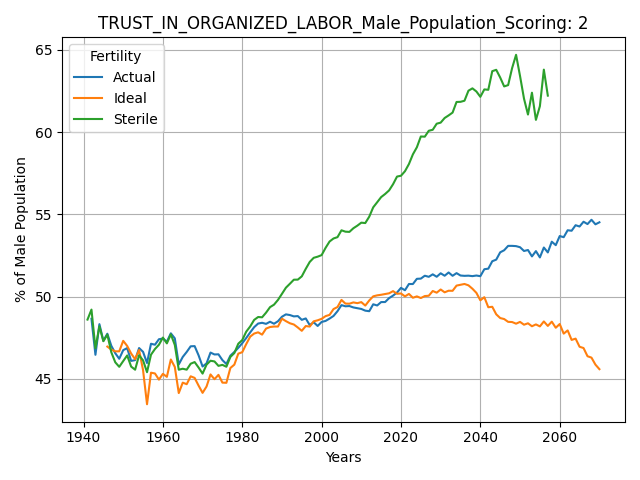 TRUST_IN_ORGANIZED_LABOR_Male_Population_Scoring: 2
Fertility
Actual
Ideal
Sterile
% of Male Population
65
60
55
50
45
1940 1960 1980 2000 2020 2040 2060
Years